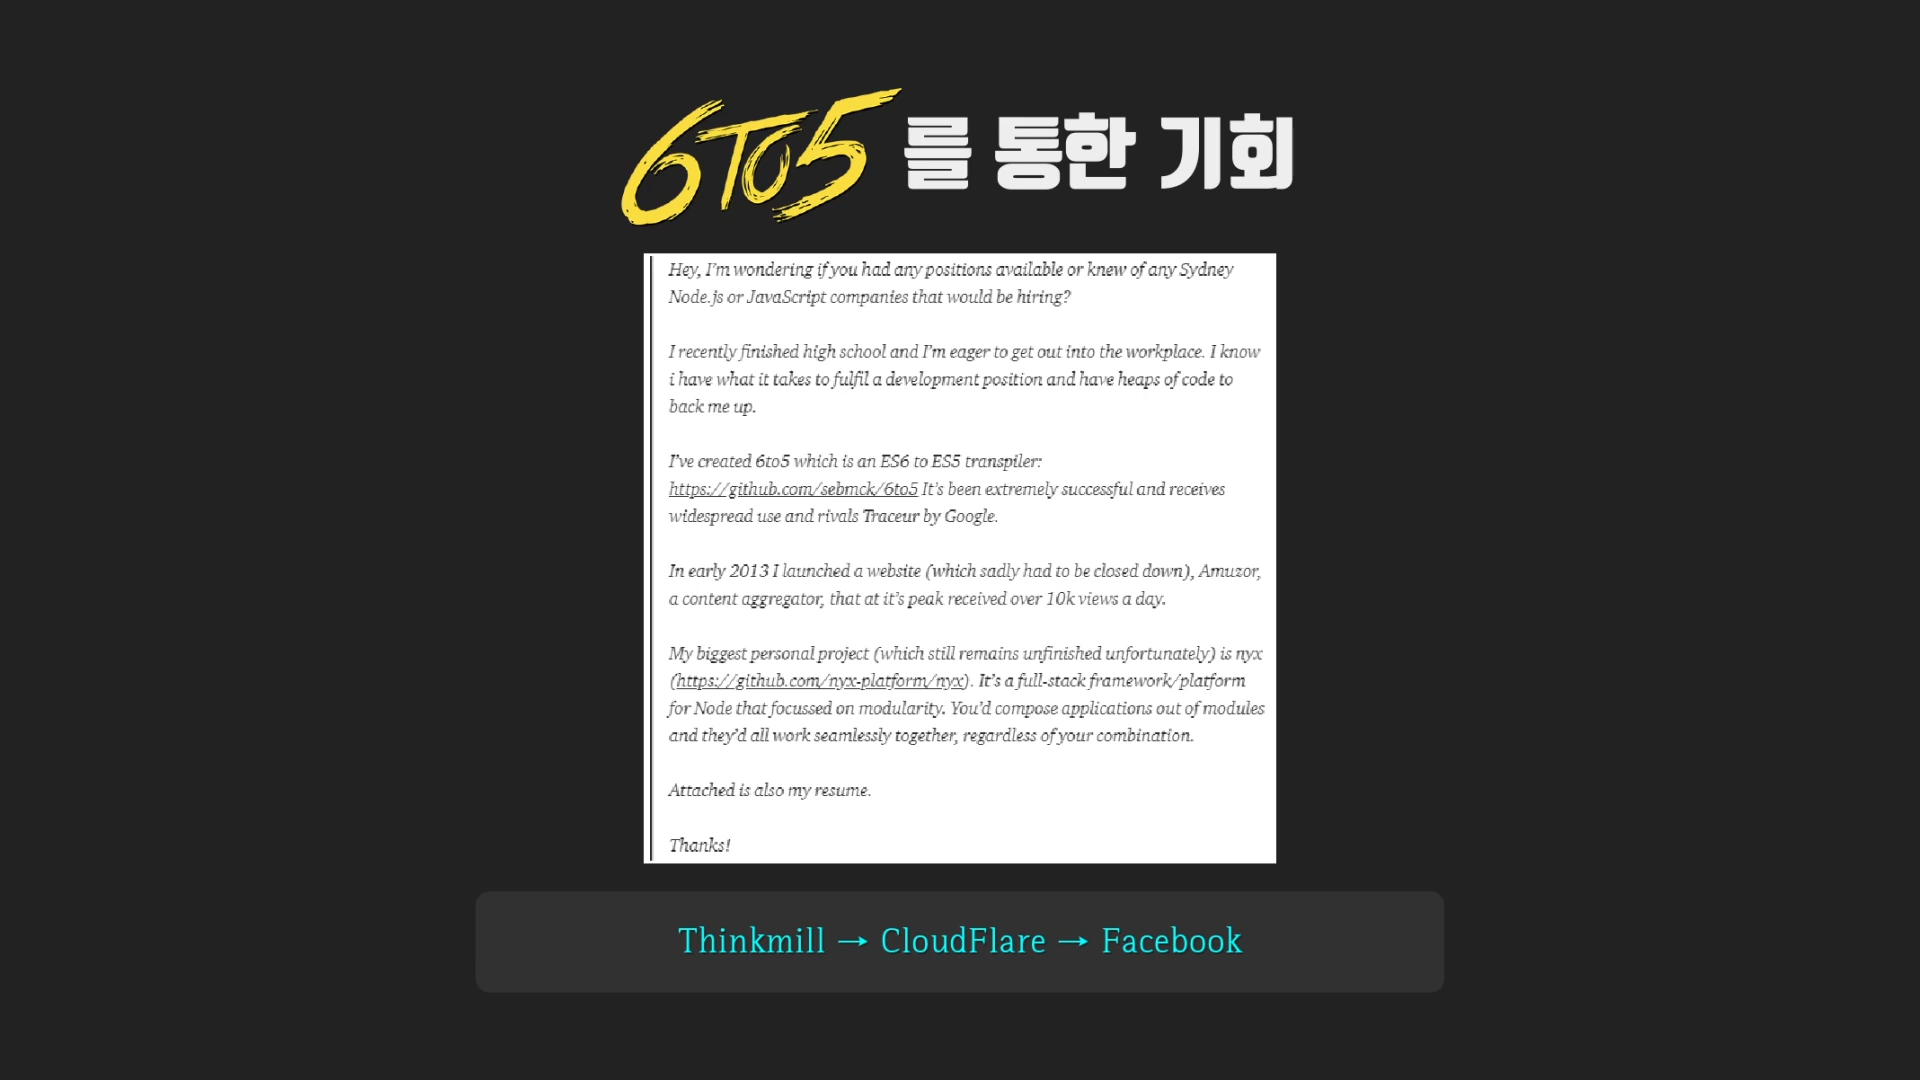 6to5 를 통한 기회
Hey, I'm wondering if you had any positions available or knew of any Sydney
Node.js or JavaScript companies that would be hiring?
I recently finished high school and I'm eager to get out into the workplace. I know
i have what it takes to fulfil a development position and have heaps of code to
back me up.
I've created 6to5 which is an ES6 to ES5 transpiler:
https://github.com/sebmck/6to5 It's been extremely successful and receives
widespread use and rivals Traceur by Google.
In early 2013 I launched a website (which sadly had to be closed down), Amuzor,
a content aggregator, that at it's peak received over 10k views a day.
My biggest personal project (which still remains unfinished unfortunately) is nyx
(https://github.com/nyx-platform/nyx). It's a full-stack framework/platform
for Node that focussed on modularity. You'd compose applications out of modules
and they'd all work seamlessly together, regardless of your combination.
Attached is also my resume.
Thanks!
Thinkmill → CloudFlare → Facebook